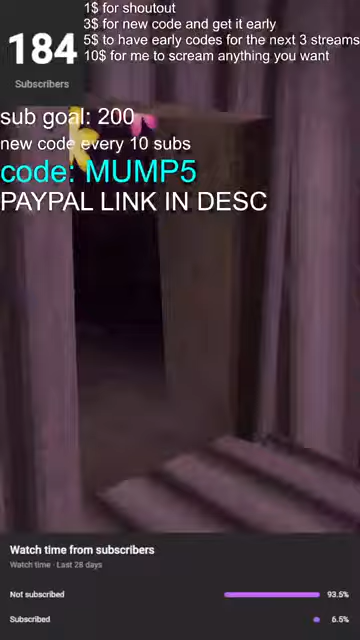 1$ for shoutout
3$ for new code and get it early
5$ to have early codes for the next 3 streams
10$ for me to scream anything you want
184
Subscribers
sub goal: 200
new code every 10 subs
code: MUMP5
PAYPAL LINK IN DESC
Watch time from subscribers
Watch time · Last 28 days
Not subscribed 93.5%
Subscribed 6.5%